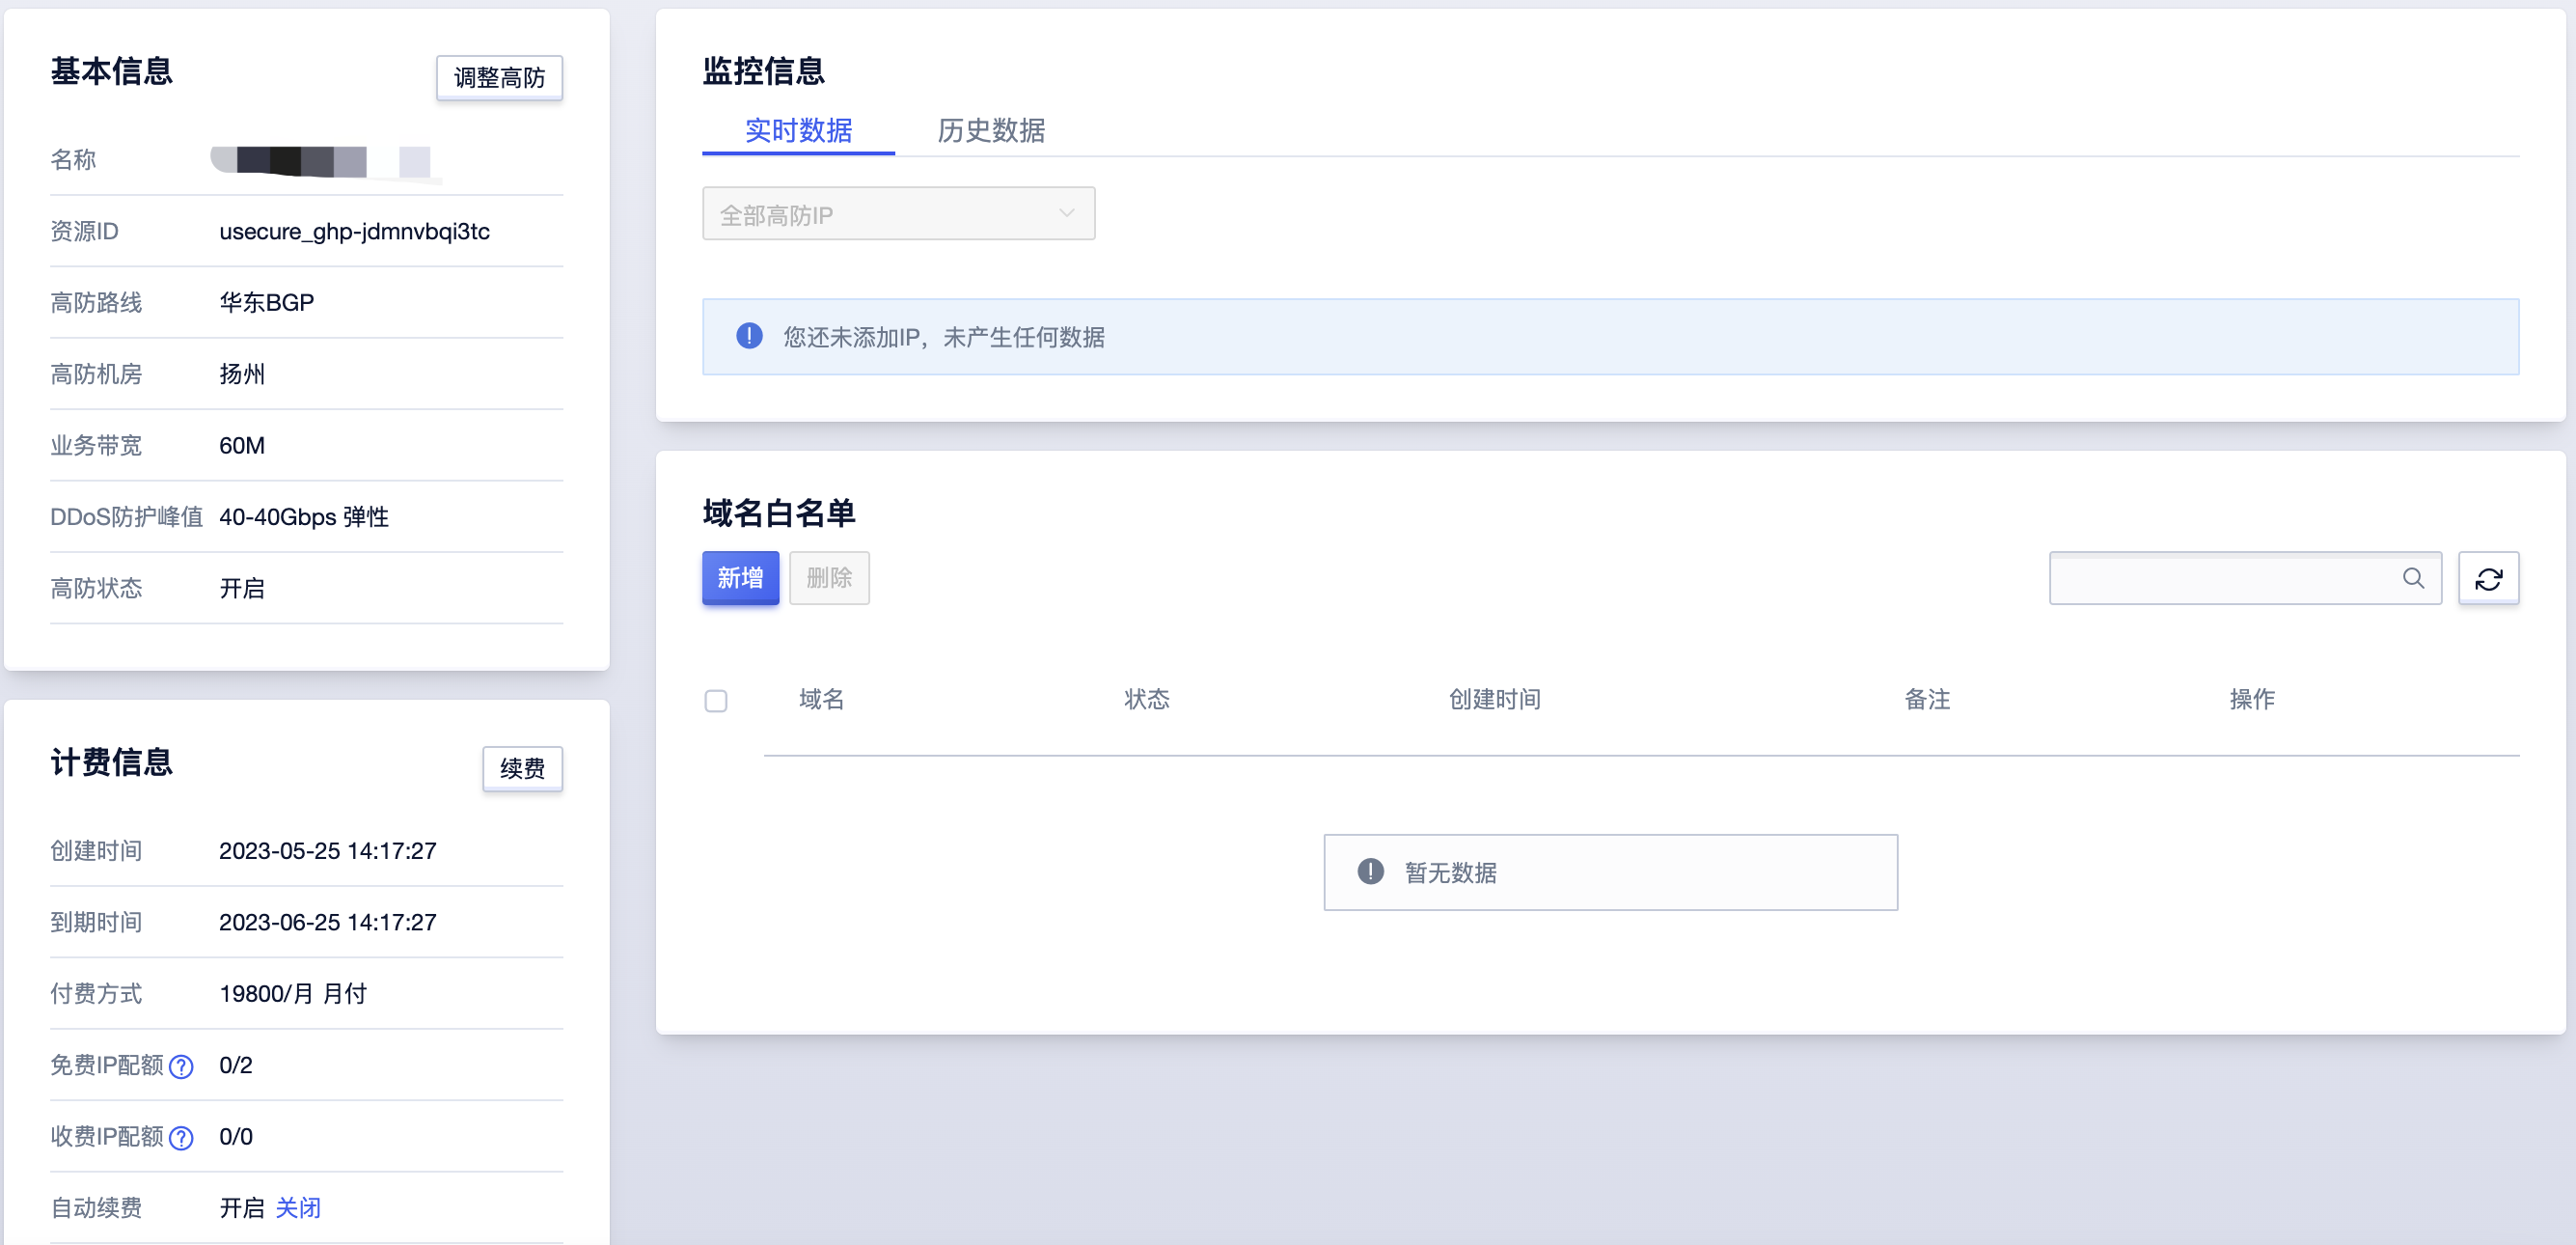 基本信息
调整高防
名称
资源ID usecure_ghp-jdmnvbqi3tc
高防路线 华东BGP
高防机房 扬州
业务带宽 60M
DDoS防护峰值 40-40Gbps 弹性
高防状态 开启
计费信息
续费
创建时间 2023-05-25 14:17:27
到期时间 2023-06-25 14:17:27
付费方式 19800/月 月付
免费IP配额 0/2
收费IP配额 0/0
自动续费 开启 关闭
监控信息
实时数据 历史数据
全部高防IP
您还未添加IP，未产生任何数据
域名白名单
新增 删除
域名 状态 创建时间 备注 操作
暂无数据